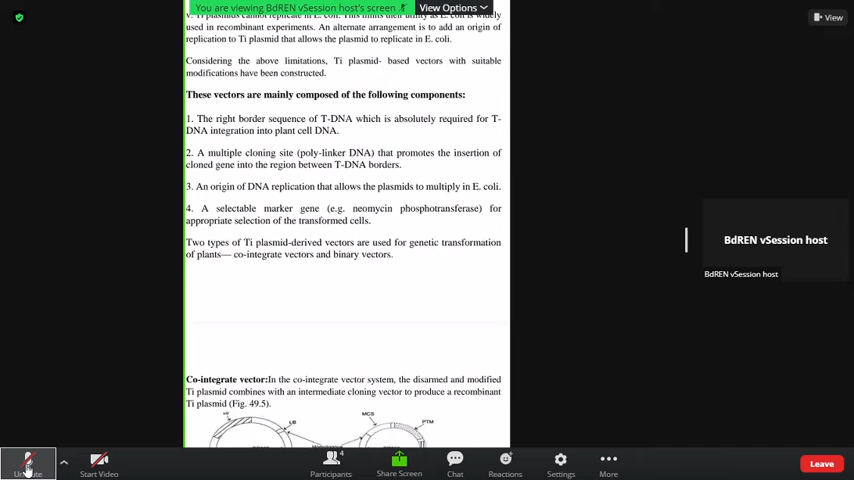 You are viewing BdREN vSession host's screen
View Options
View
v. Ti plasmids cannot replicate in E. coli. This limits their utility as E. coli is widely
used in recombinant experiments. An alternate arrangement is to add an origin of
replication to Ti plasmid that allows the plasmid to replicate in E. coli.
Considering the above limitations, Ti plasmid- based vectors with suitable
modifications have been constructed.
These vectors are mainly composed of the following components:
1. The right border sequence of T-DNA which is absolutely required for T-
DNA integration into plant cell DNA.
2. A multiple cloning site (poly-linker DNA) that promotes the insertion of
cloned gene into the region between T-DNA borders.
3. An origin of DNA replication that allows the plasmids to multiply in E. coli.
4. A selectable marker gene (e.g. neomycin phosphotransferase) for
appropriate selection of the transformed cells.
Two types of Ti plasmid-derived vectors are used for genetic transformation
of plants— co-integrate vectors and binary vectors.
BdREN vSession host
BdREN vSession host
Co-integrate vector:In the co-integrate vector system, the disarmed and modified
Ti plasmid combines with an intermediate cloning vector to produce a recombinant
Ti plasmid (Fig. 49.5).
LB
MCS
PTM
Unmute
Start Video
4
Participants
Share Screen
Chat
Reactions
Settings
More
Leave